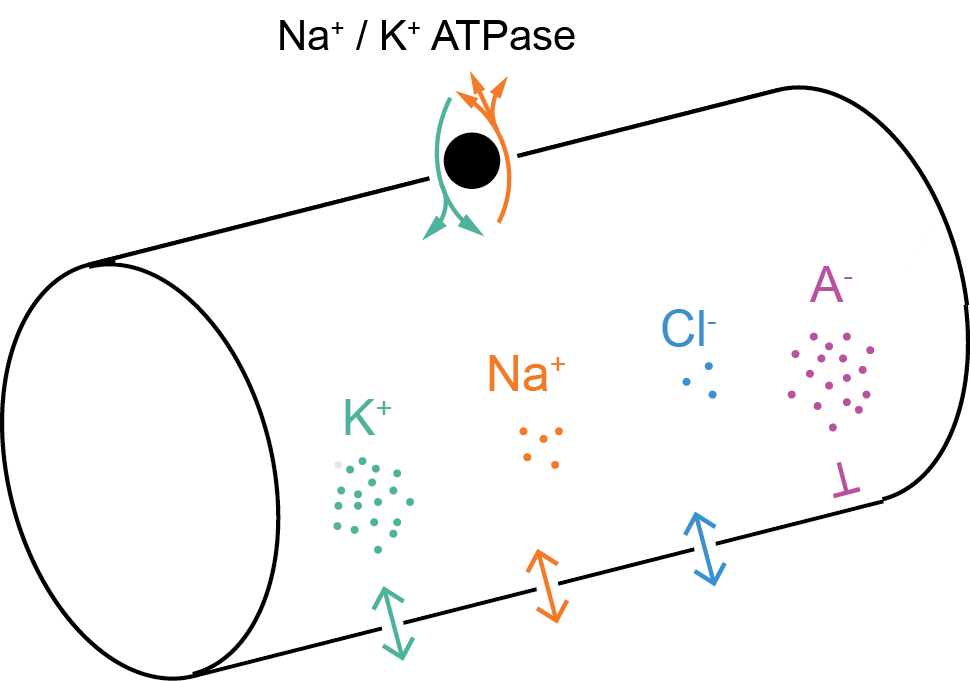 Na⁺ / K⁺ ATPase
A⁻
Cl⁻
Na⁺
K⁺